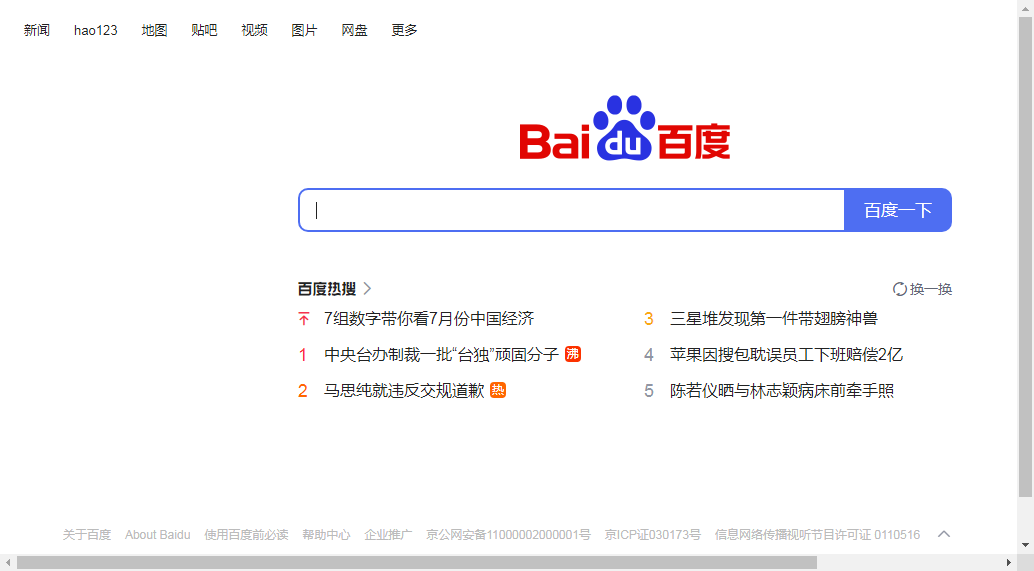 新闻 hao123 地图 贴吧 视频 图片 网盘 更多
Bai du 百度
百度一下
百度热搜 换一换
7组数字带你看7月份中国经济
1 中央台办制裁一批“台独”顽固分子 沸
2 马思纯就违反交规道歉 热
3 三星堆发现第一件带翅膀神兽
4 苹果因搜包耽误员工下班赔偿2亿
5 陈若仪晒与林志颖病床前牵手照
关于百度 About Baidu 使用百度前必读 帮助中心 企业推广 京公网安备11000002000001号 京ICP证030173号 信息网络传播视听节目许可证 0110516